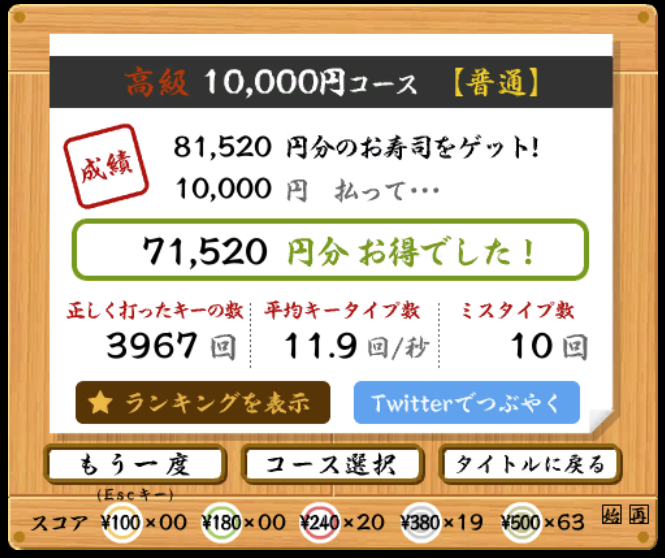 高級 10,000円コース 【普通】
成績
81,520 円分のお寿司をゲット!
10,000 円 払って・・・
71,520 円分 お得でした！
正しく打ったキーの数 平均キータイプ数 ミスタイプ数
3967 回 11.9 回/秒 10 回
★ ランキングを表示 Twitterでつぶやく
もう一度 コース選択 タイトルに戻る
(Escキー)
スコア ¥100×00 ¥180×00 ¥240×20 ¥380×19 ¥500×63 始 再